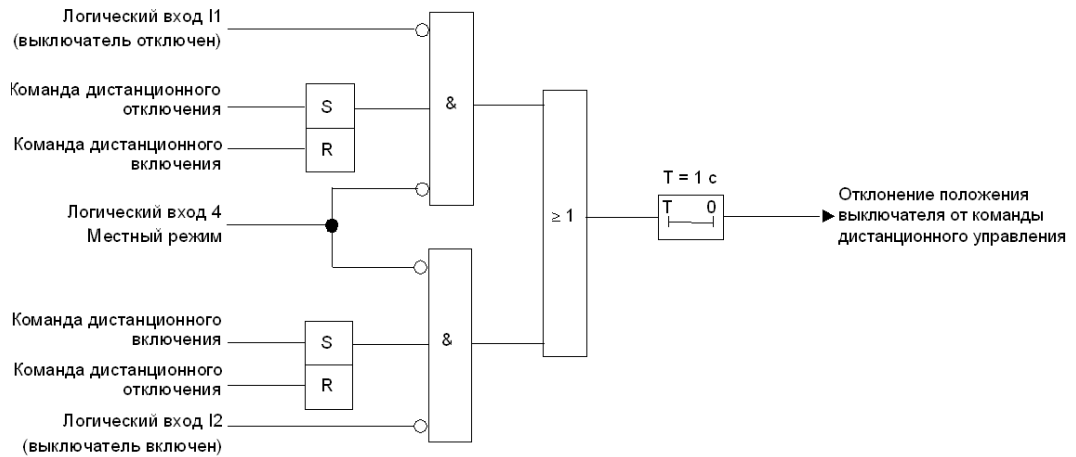 Логический вход I1
(выключатель отключен)
Команда дистанционного
отключения
Команда дистанционного
включения
Логический вход 4
Местный режим
Команда дистанционного
включения
Команда дистанционного
отключения
Логический вход I2
(выключатель включен)
S
R
&
S
R
&
≥ 1
T = 1 с
T 0
Отклонение положения
выключателя от команды
дистанционного управления